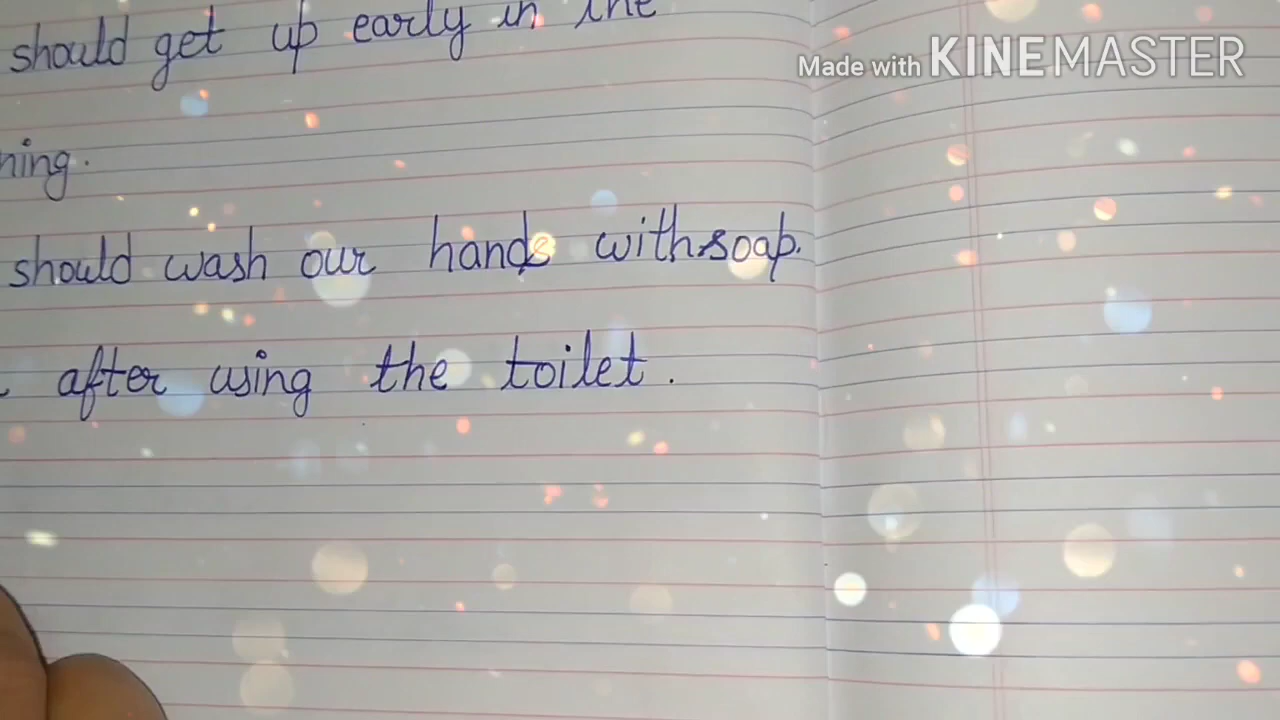 should get up early in the
Made with KINEMASTER
ning.
should wash our hands with soap.
after using the toilet.